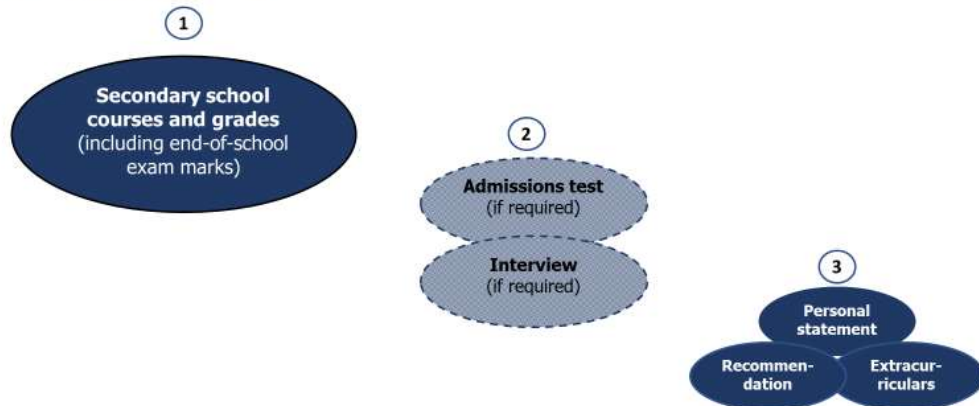 1
Secondary school
courses and grades
(including end-of-school
exam marks)
2
Admissions test
(if required)
Interview
(if required)
3
Personal
statement
Recommen-
dation
Extracur-
riculars